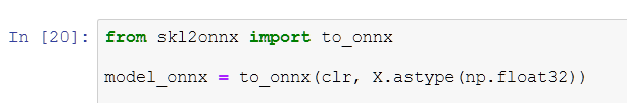 In [20]: from skl2onnx import to_onnx
model_onnx = to_onnx(clr, X.astype(np.float32))